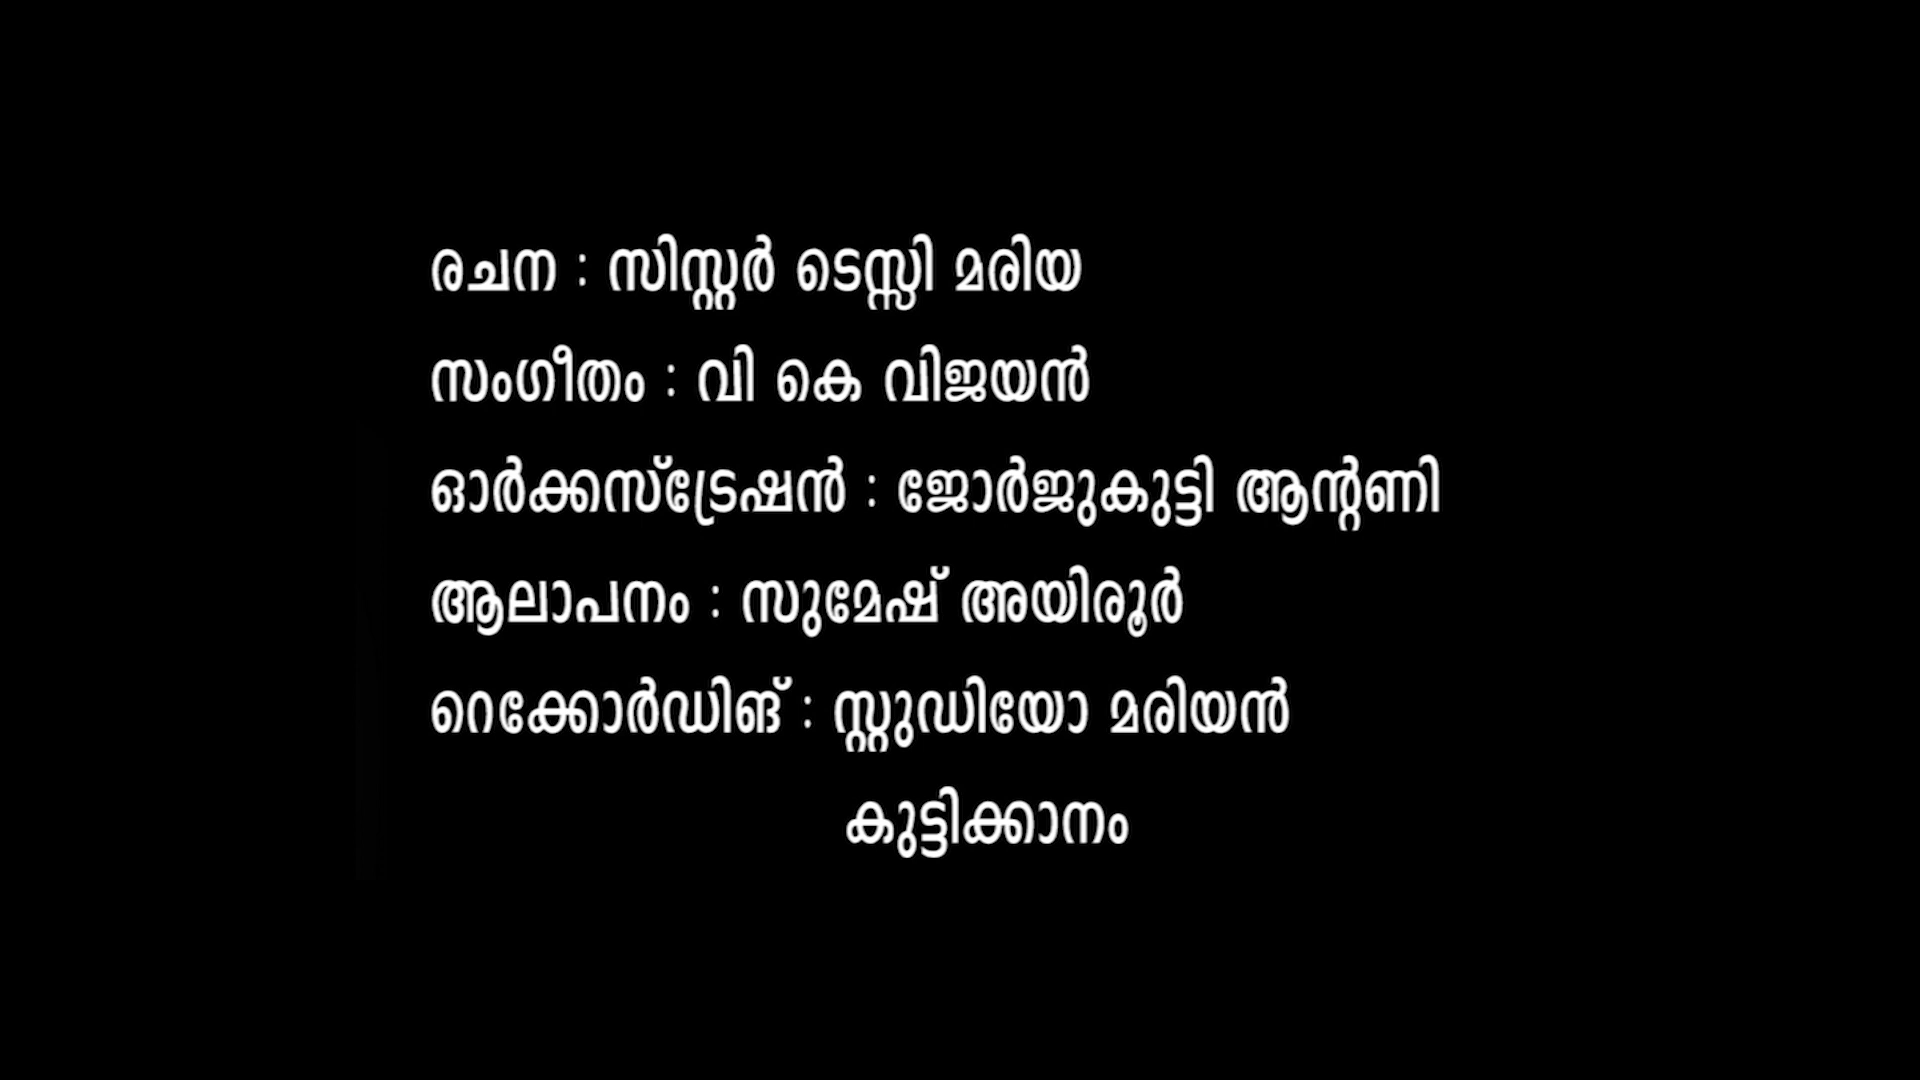 രചന : സിസ്റ്റർ ടെസ്സി മരിയ
സംഗീതം : വി കെ വിജയൻ
ഓർക്കസ്ട്രേഷൻ : ജോർജുകുട്ടി ആന്റണി
ആലാപനം : സുമേഷ് അയിരൂർ
റെക്കോർഡിങ് : സ്റ്റുഡിയോ മരിയൻ
കുട്ടിക്കാനം